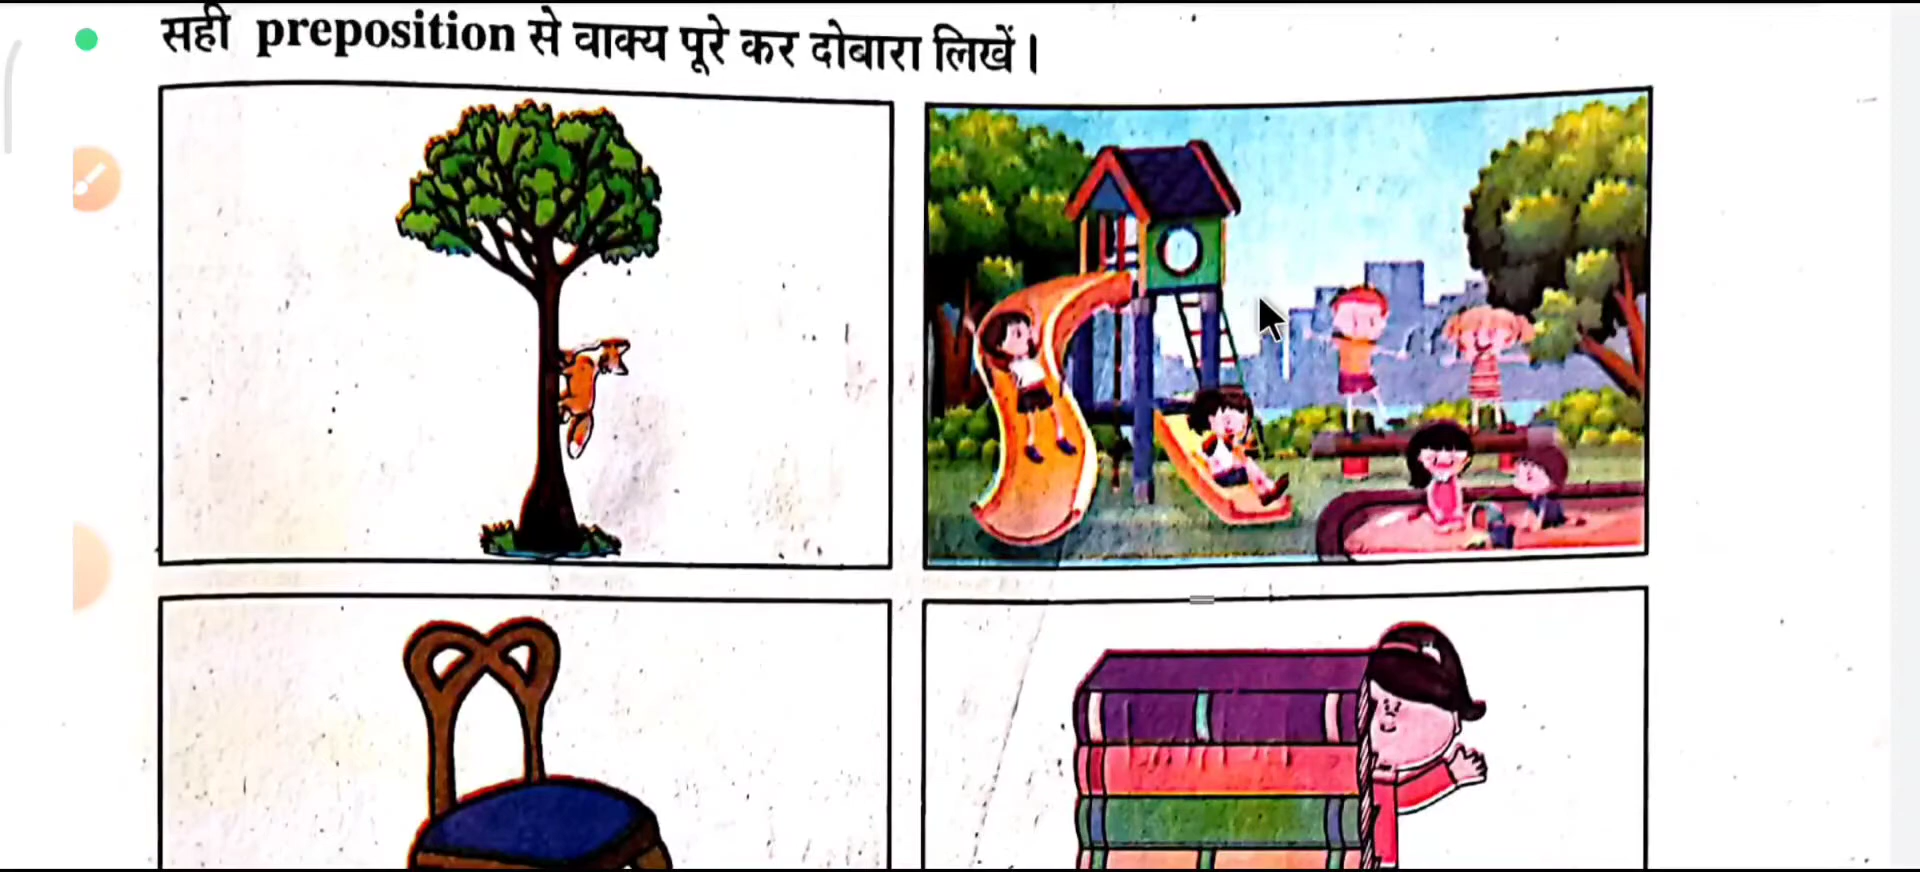 सही preposition से वाक्य पूरे कर दोबारा लिखें।